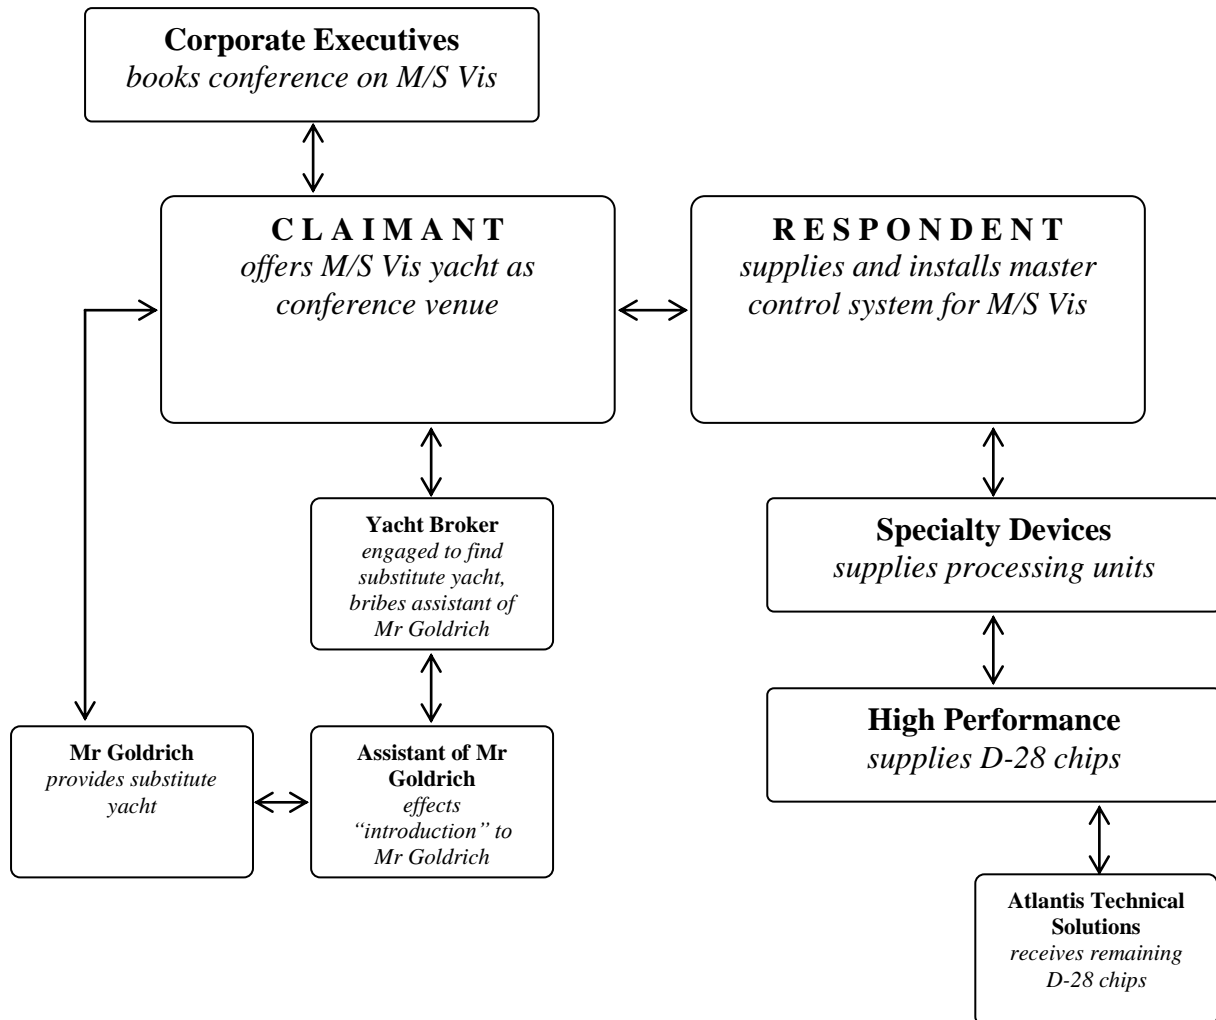 Corporate Executives
books conference on M/S Vis
C L A I M A N T
offers M/S Vis yacht as
conference venue
R E S P O N D E N T
supplies and installs master
control system for M/S Vis
Yacht Broker
engaged to find
substitute yacht,
bribes assistant of
Mr Goldrich
Specialty Devices
supplies processing units
High Performance
supplies D-28 chips
Mr Goldrich
provides substitute
yacht
Assistant of Mr
Goldrich
effects
“introduction” to
Mr Goldrich
Atlantis Technical
Solutions
receives remaining
D-28 chips